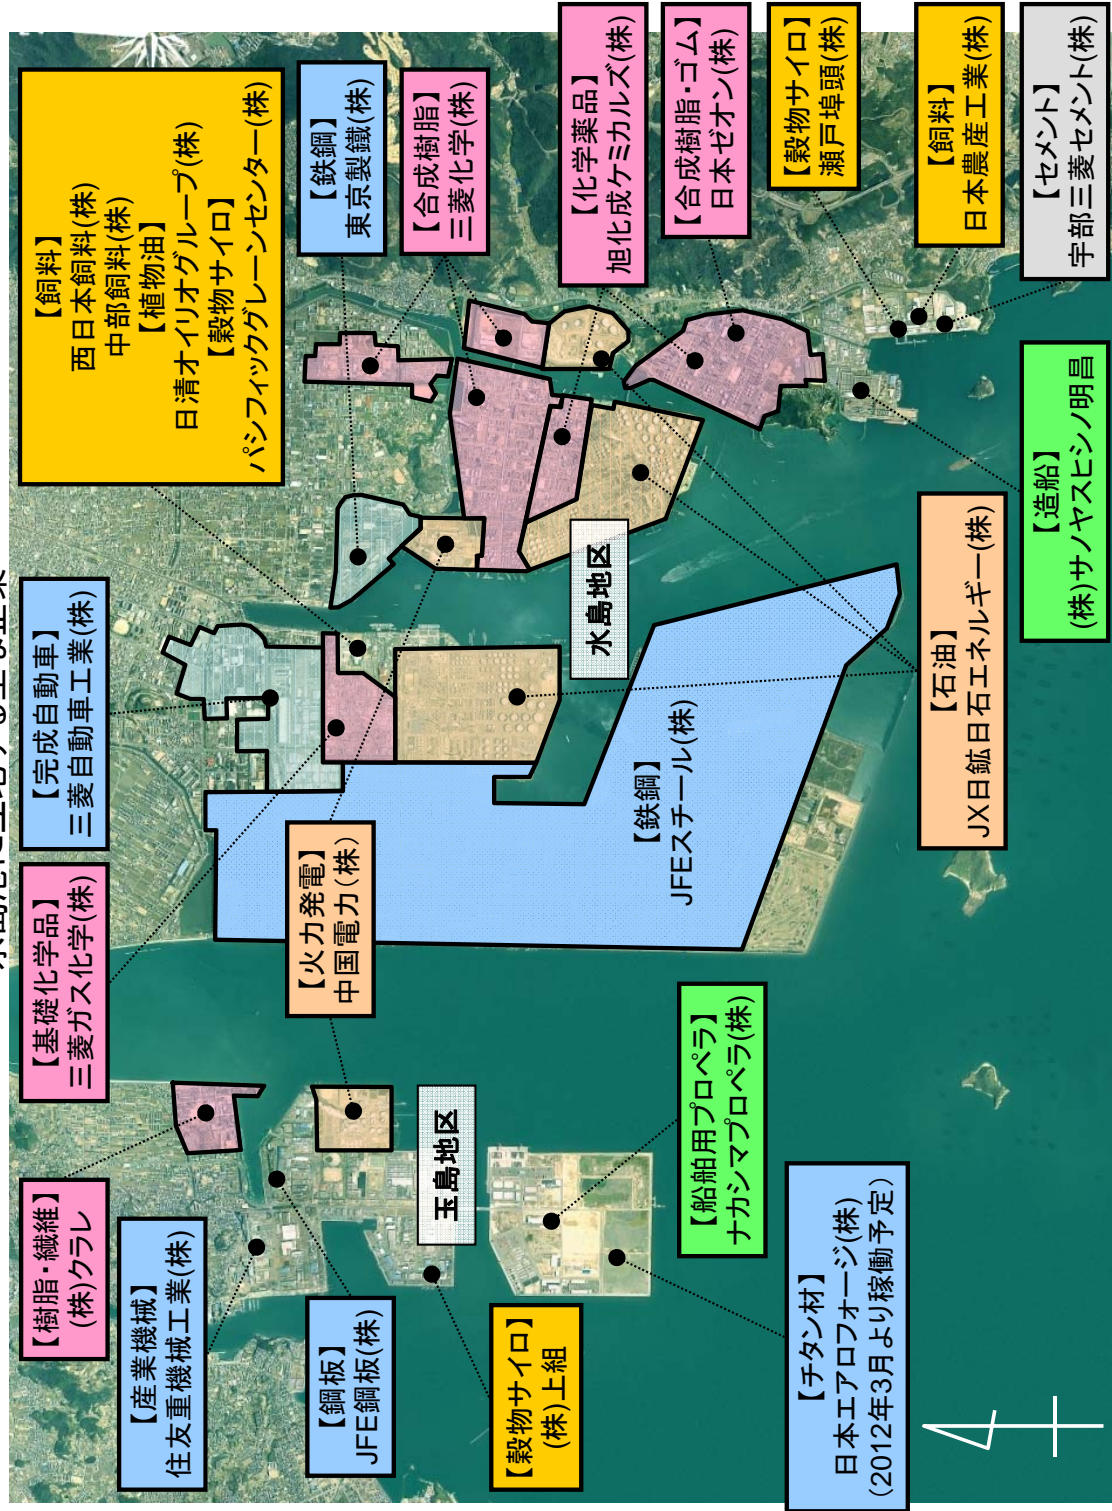 【飼料】
西日本飼料(株)
中部飼料(株)
【植物油】
日清オイリオグループ(株)
【穀物サイロ】
パシフィックグレーンセンター(株)
【鉄鋼】
東京製鐵(株)
【合成樹脂】
三菱化学(株)
【化学薬品】
旭化成ケミカルズ(株)
【合成樹脂・ゴム】
日本ゼオン(株)
【穀物サイロ】
瀬戸埠頭(株)
【飼料】
日本農産工業(株)
【セメント】
宇部三菱セメント(株)
【完成自動車】
三菱自動車工業(株)
【基礎化学品】
三菱ガス化学(株)
【火力発電】
中国電力(株)
水島地区
【鉄鋼】
JFEスチール(株)
【石油】
JX日鉱日石エネルギー(株)
【造船】
(株)サノヤスヒシノ明昌
【樹脂・繊維】
(株)クラレ
【産業機械】
住友重機械工業(株)
【鋼板】
JFE鋼板(株)
玉島地区
【穀物サイロ】
(株)上組
【船舶用プロペラ】
ナカシマプロペラ(株)
【チタン材】
日本エアロフォージ(株)
(2012年3月より稼働予定)